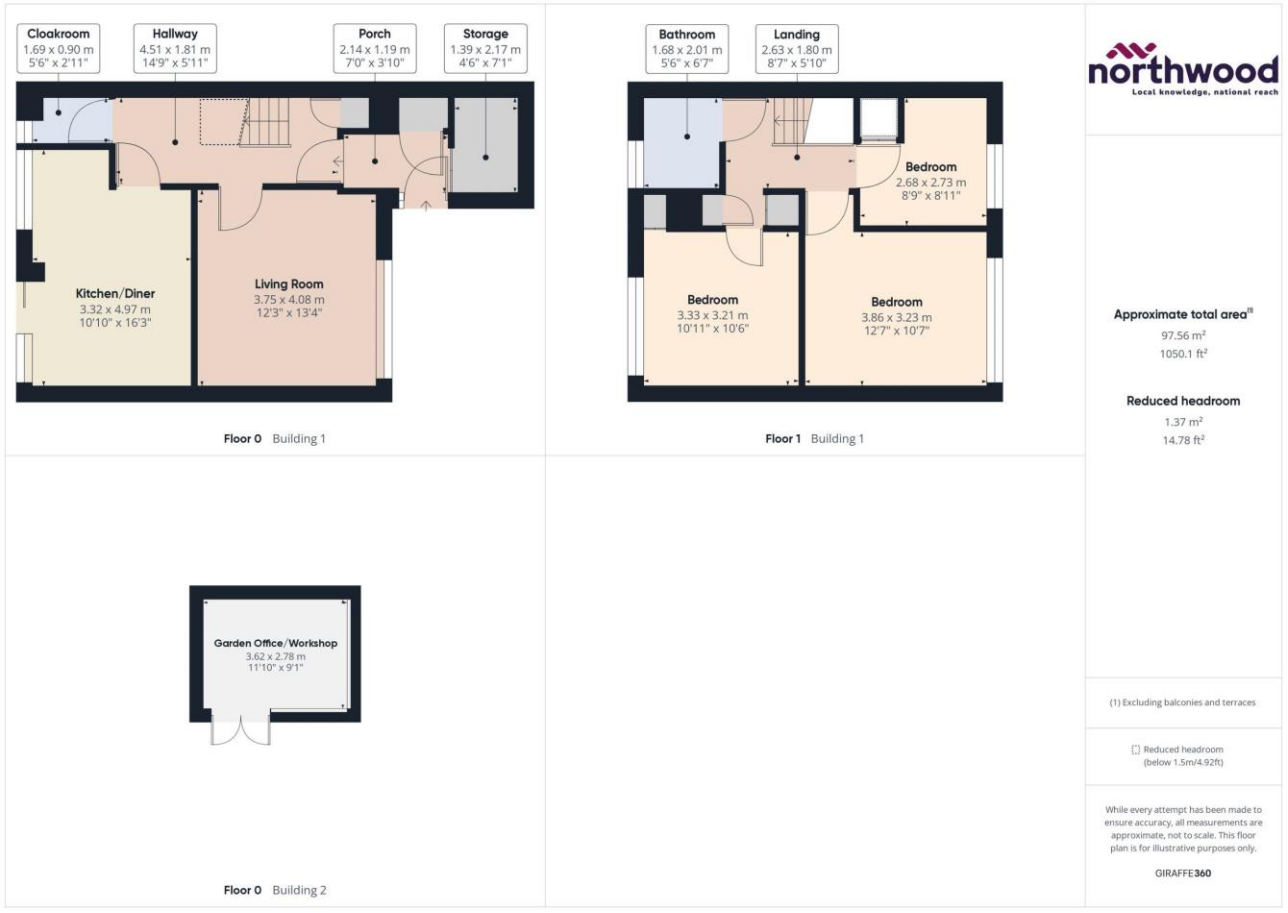 Cloakroom
1.69 x 0.90 m
5'6" x 2'11"
Hallway
4.51 x 1.81 m
14'9" x 5'11"
Porch
2.14 x 1.19 m
7'0" x 3'10"
Storage
1.39 x 2.17 m
4'6" x 7'1"
Kitchen/Diner
3.32 x 4.97 m
10'10" x 16'3"
Living Room
3.75 x 4.08 m
12'3" x 13'4"
Floor 0 Building 1
Bathroom
1.68 x 2.01 m
5'6" x 6'7"
Landing
2.63 x 1.80 m
8'7" x 5'10"
Bedroom
2.68 x 2.73 m
8'9" x 8'11"
Bedroom
3.33 x 3.21 m
10'11" x 10'6"
Bedroom
3.86 x 3.23 m
12'7" x 10'7"
Floor 1 Building 1
Garden Office/Workshop
3.62 x 2.78 m
11'10" x 9'1"
Floor 0 Building 2
northwood
Local knowledge, national reach
Approximate total area(1)
97.56 m²
1050.1 ft²
Reduced headroom
1.37 m²
14.78 ft²
(1) Excluding balconies and terraces
Reduced headroom
(below 1.5m/4.92ft)
While every attempt has been made to
ensure accuracy, all measurements are
approximate, not to scale. This floor
plan is for illustrative purposes only.
GIRAFFE360